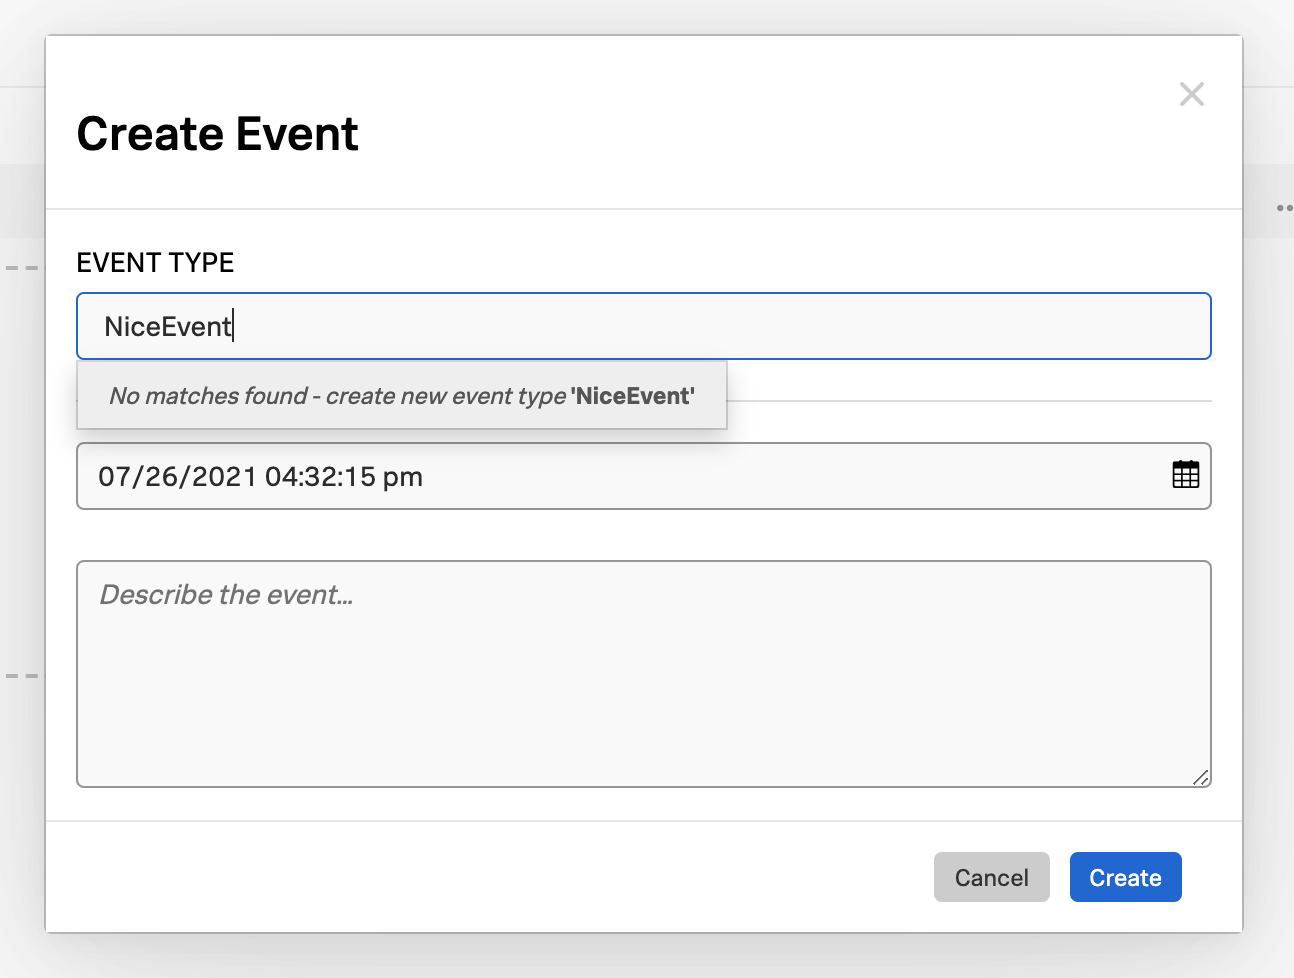 Create Event
EVENT TYPE
NiceEvent
No matches found - create new event type 'NiceEvent'
07/26/2021 04:32:15 pm
Describe the event...
Cancel
Create